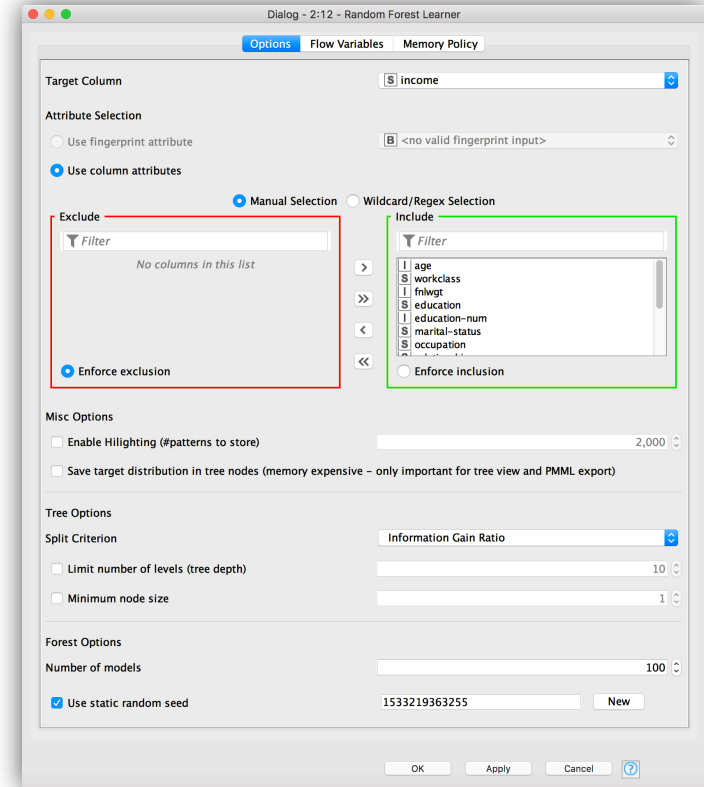 Dialog - 2:12 - Random Forest Learner
Options Flow Variables Memory Policy
Target Column S income
Attribute Selection
Use fingerprint attribute B <no valid fingerprint input>
Use column attributes
Manual Selection Wildcard/Regex Selection
Exclude Include
Filter Filter
No columns in this list
I age
S workclass
I fnlwgt
S education
I education-num
S marital-status
S occupation
> >> < <<
Enforce exclusion Enforce inclusion
Misc Options
Enable Hilighting (#patterns to store) 2,000
Save target distribution in tree nodes (memory expensive - only important for tree view and PMML export)
Tree Options
Split Criterion Information Gain Ratio
Limit number of levels (tree depth) 10
Minimum node size 1
Forest Options
Number of models 100
Use static random seed 1533219363255 New
OK Apply Cancel ?